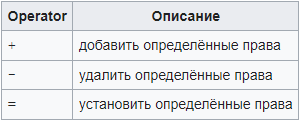 Operator Описание
+ добавить определённые права
− удалить определённые права
= установить определённые права